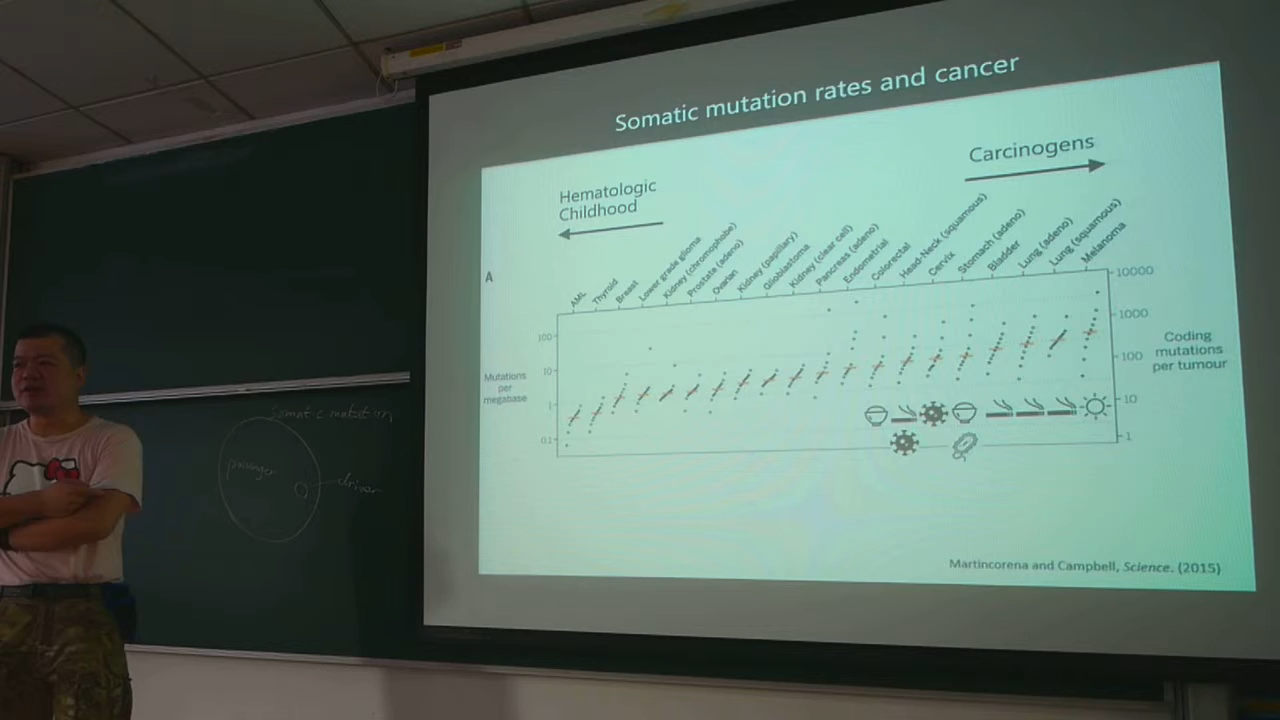 Somatic mutation rates and cancer
Hematologic
Childhood
Carcinogens
A
AML
Thyroid
Breast
Lower grade glioma
Kidney (chromophobe)
Prostate (adeno)
Ovarian
Kidney (papillary)
Glioblastoma
Kidney (clear cell)
Pancreas (adeno)
Endometrial
Colorectal
Head-Neck (squamous)
Cervix
Stomach (adeno)
Bladder
Lung (adeno)
Lung (squamous)
Melanoma
Mutations
per
megabase
100
10
1
0.1
10000
1000
100
10
1
Coding
mutations
per tumour
Martincorena and Campbell, Science. (2015)
somatic mutation
passenger
driver